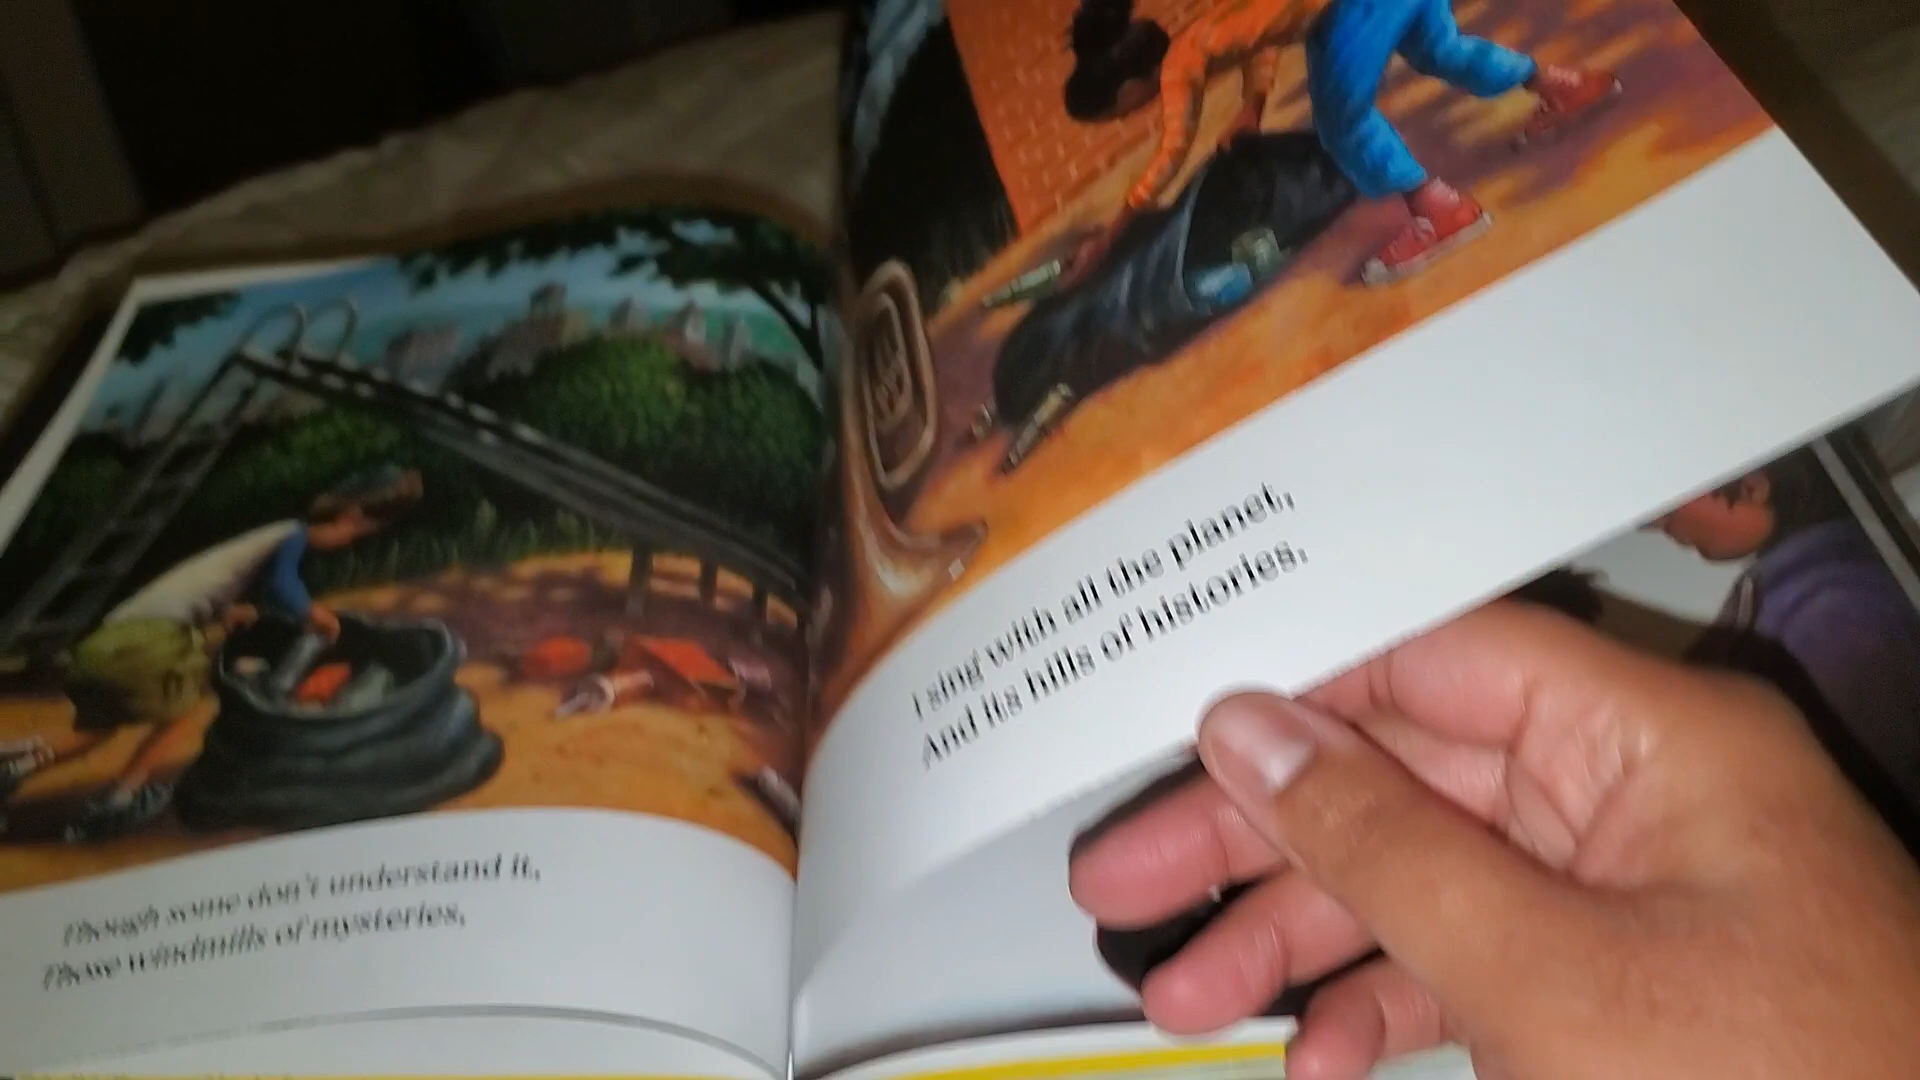 Though some don't understand it,
Those windmills of mysteries,
I sing with all the planet,
And its hills of histories.